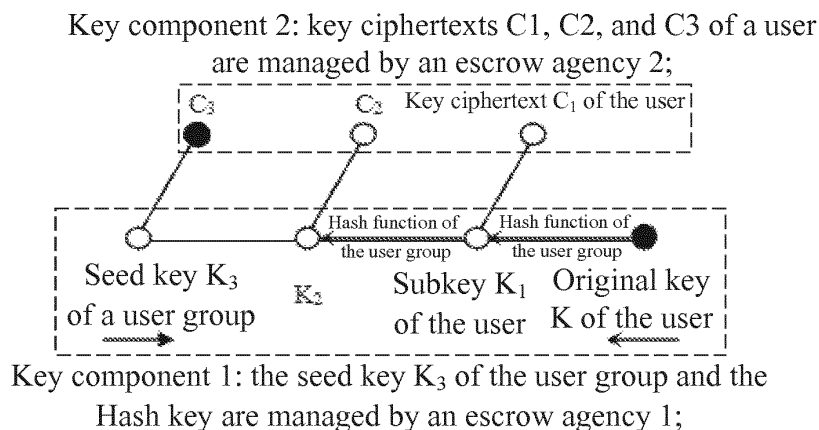 Key component 2: key ciphertexts C1, C2, and C3 of a user
are managed by an escrow agency 2;
C₃ C₂ Key ciphertext C₁ of the user
Hash function of the user group
Hash function of the user group
Seed key K₃
of a user group
K₂
Subkey K₁
of the user
Original key
K of the user
Key component 1: the seed key K₃ of the user group and the
Hash key are managed by an escrow agency 1;